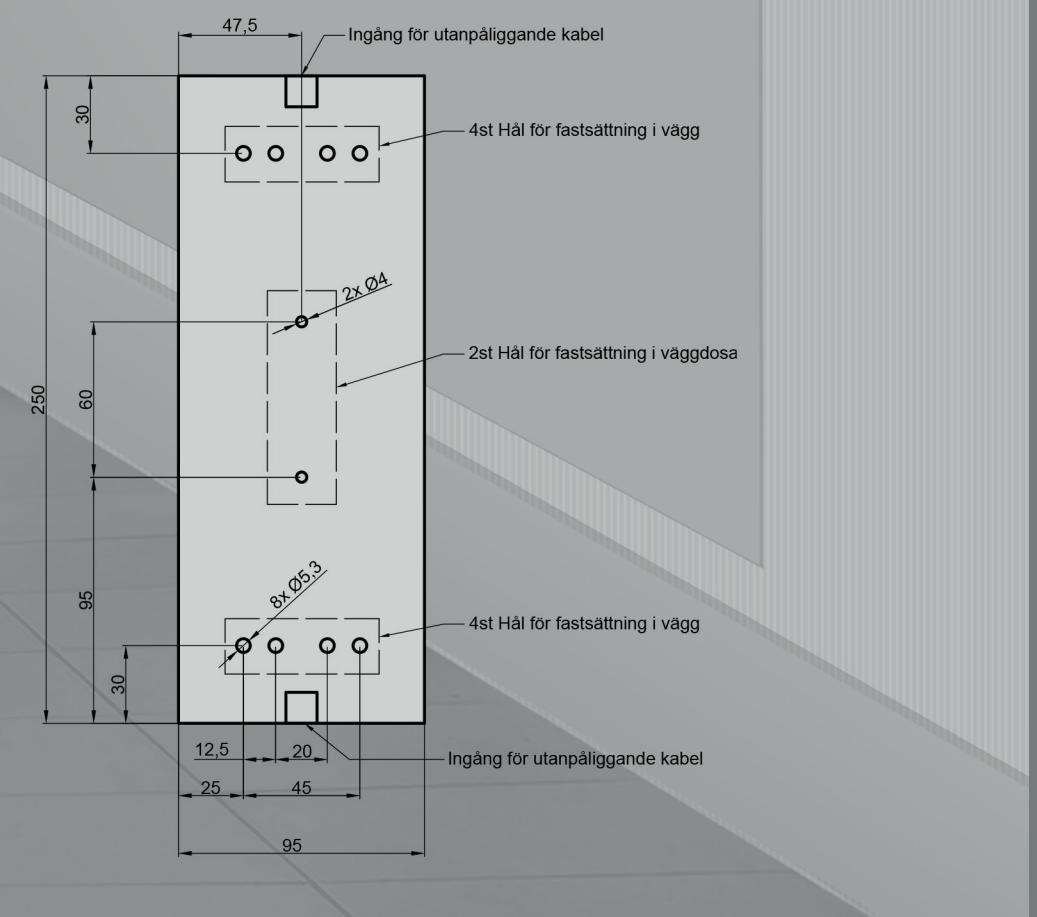 47,5
Ingång för utanpåliggande kabel
30
4st Hål för fastsättning i vägg
2x Ø4
2st Hål för fastsättning i väggdosa
250
60
95
8x Ø5,3
4st Hål för fastsättning i vägg
30
12,5
20
Ingång för utanpåliggande kabel
25
45
95